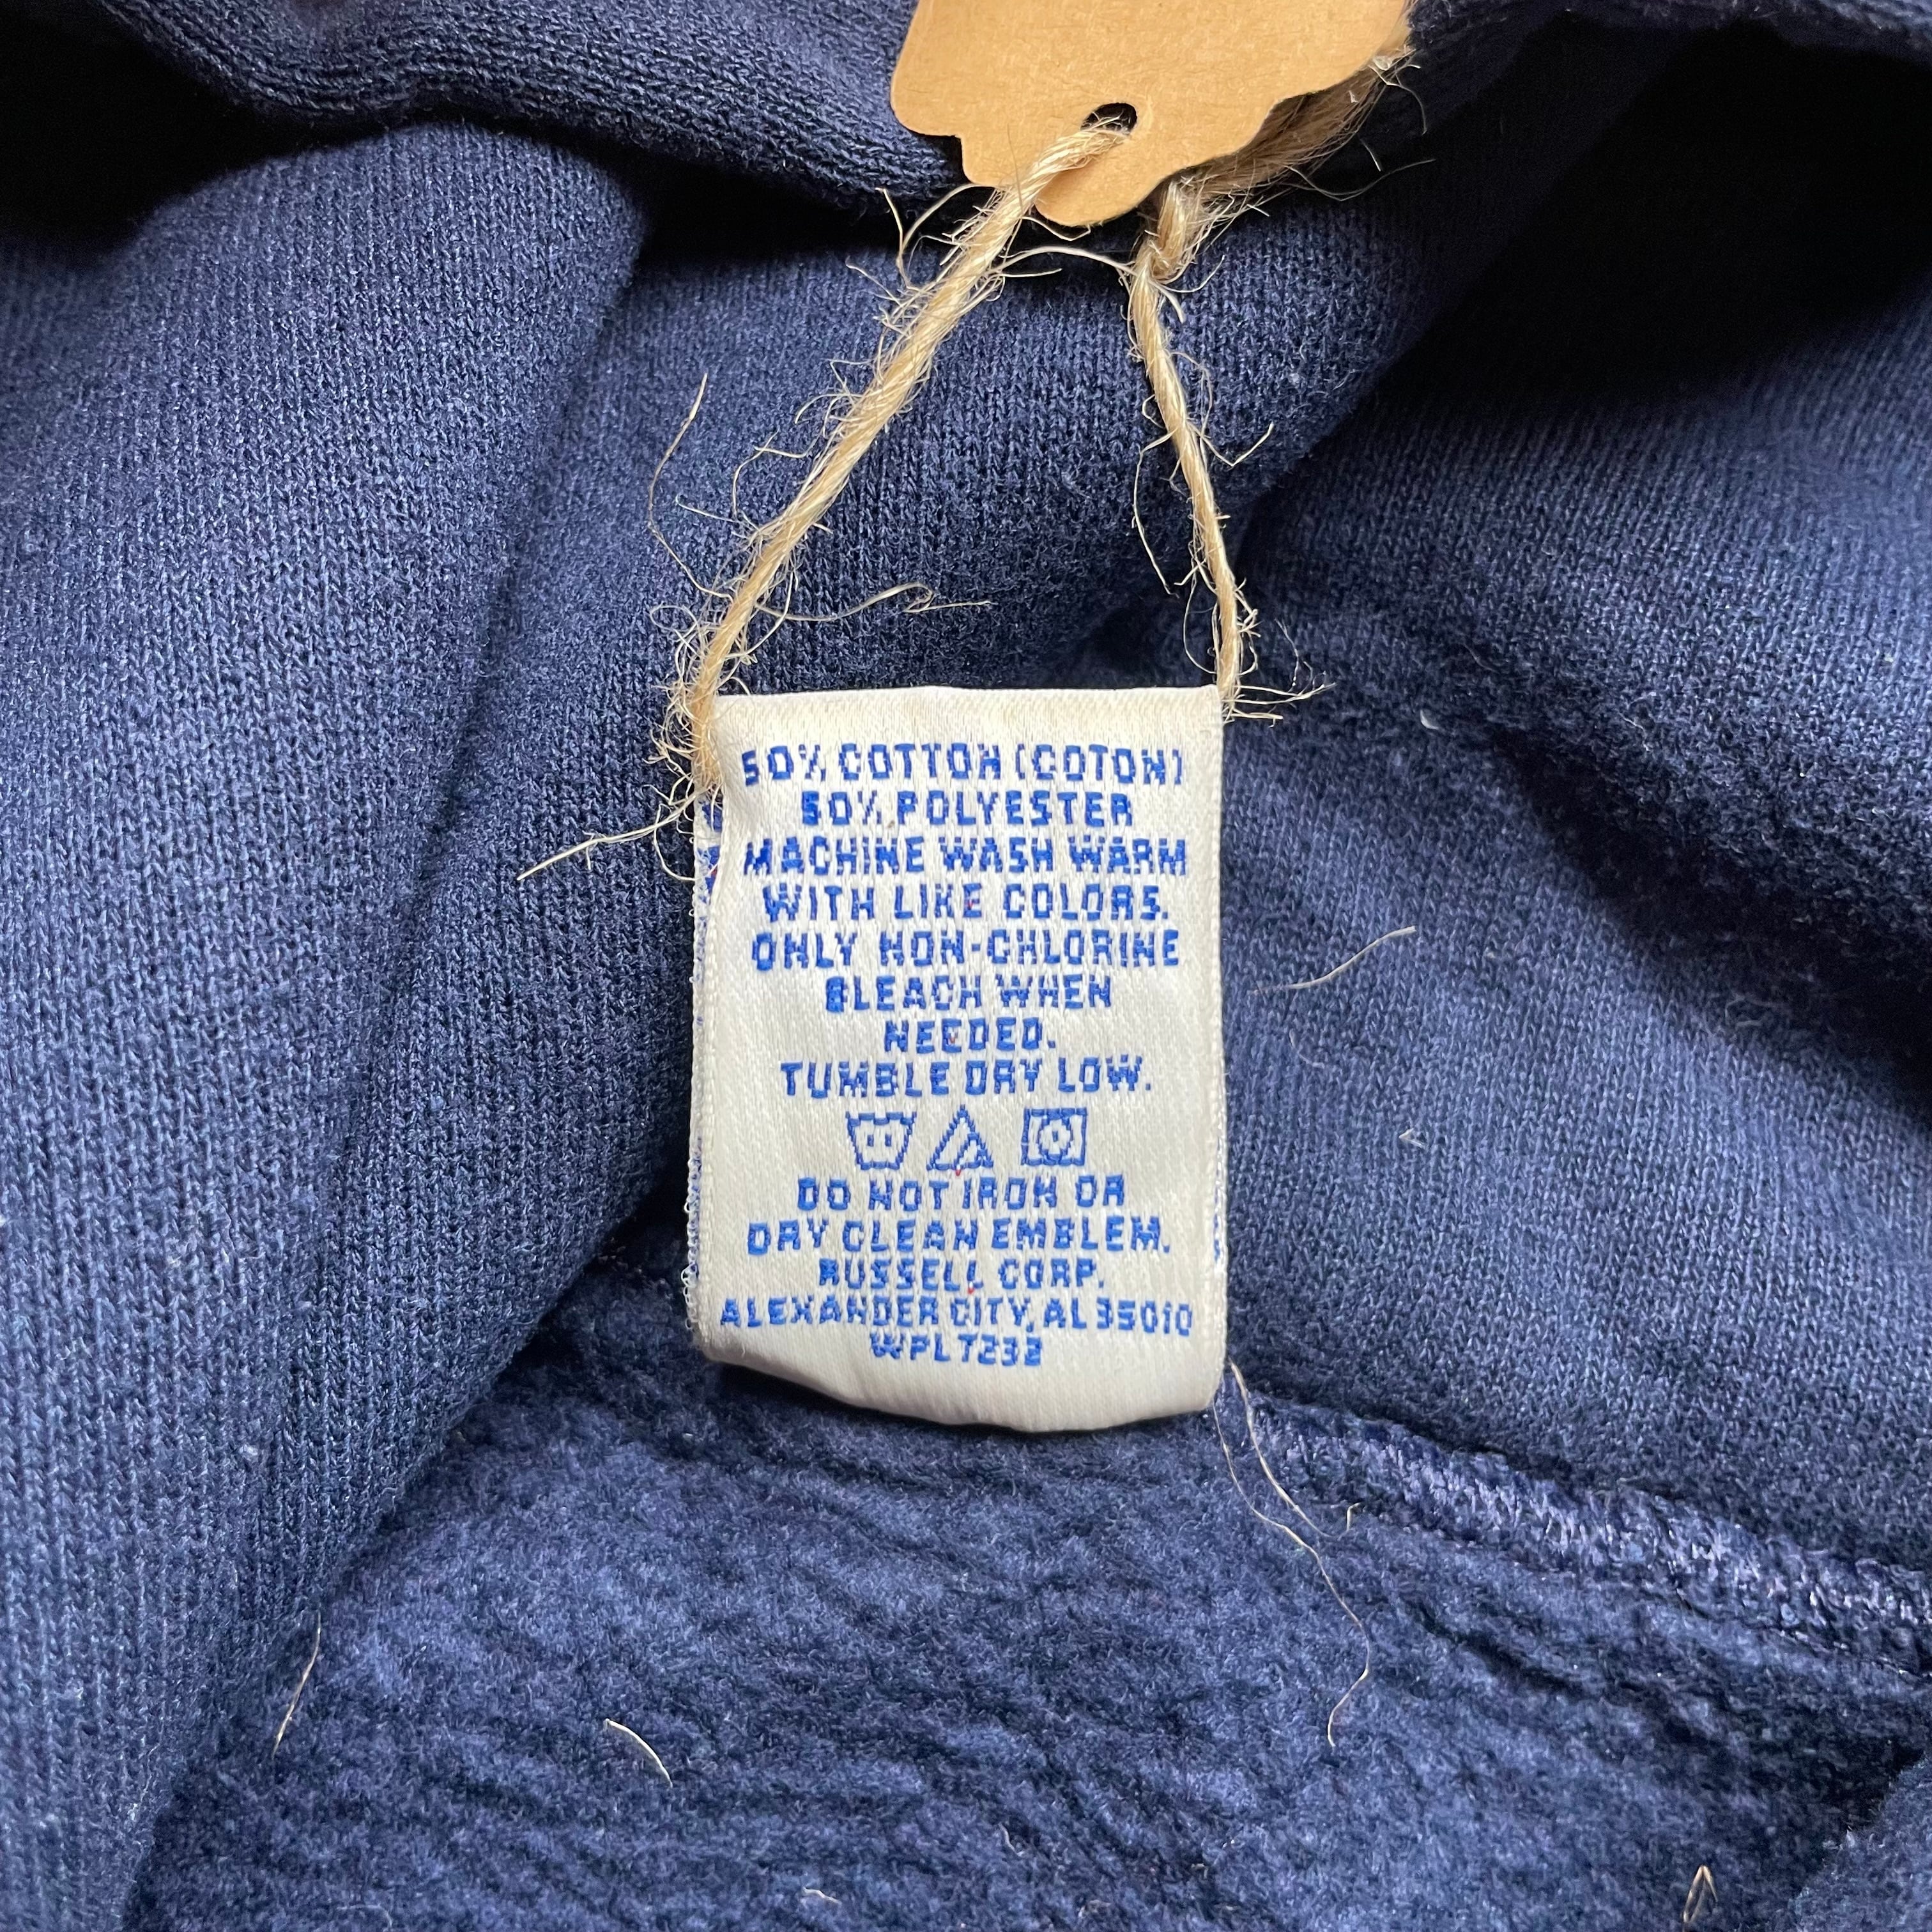 50% COTTON (COTON)
50% POLYESTER
MACHINE WASH WARM
WITH LIKE COLORS.
ONLY NON-CHLORINE
BLEACH WHEN
NEEDED.
TUMBLE DRY LOW.
DO NOT IRON OR
DRY CLEAN EMBLEM.
RUSSELL CORP.
ALEXANDER CITY, AL 35010
WPL 7232